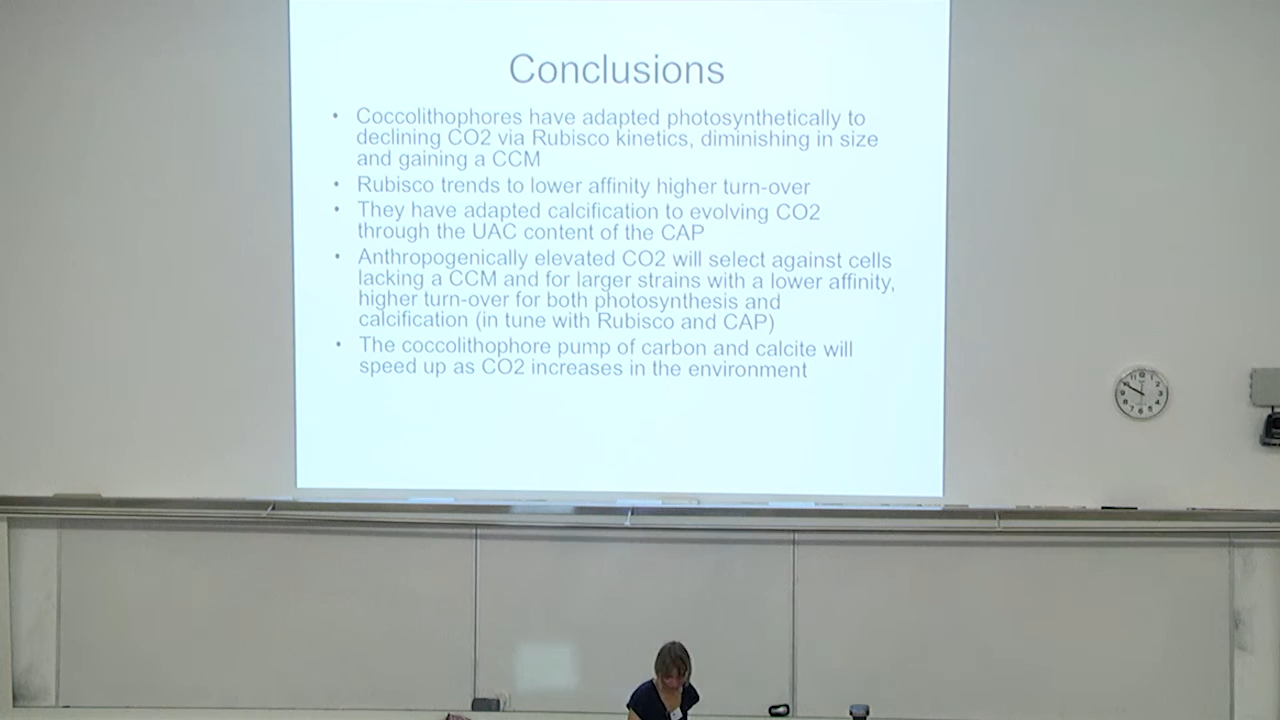 Conclusions
• Coccolithophores have adapted photosynthetically to
declining CO2 via Rubisco kinetics, diminishing in size
and gaining a CCM
• Rubisco trends to lower affinity higher turn-over
• They have adapted calcification to evolving CO2
through the UAC content of the CAP
• Anthropogenically elevated CO2 will select against cells
lacking a CCM and for larger strains with a lower affinity,
higher turn-over for both photosynthesis and
calcification (in tune with Rubisco and CAP)
• The coccolithophore pump of carbon and calcite will
speed up as CO2 increases in the environment